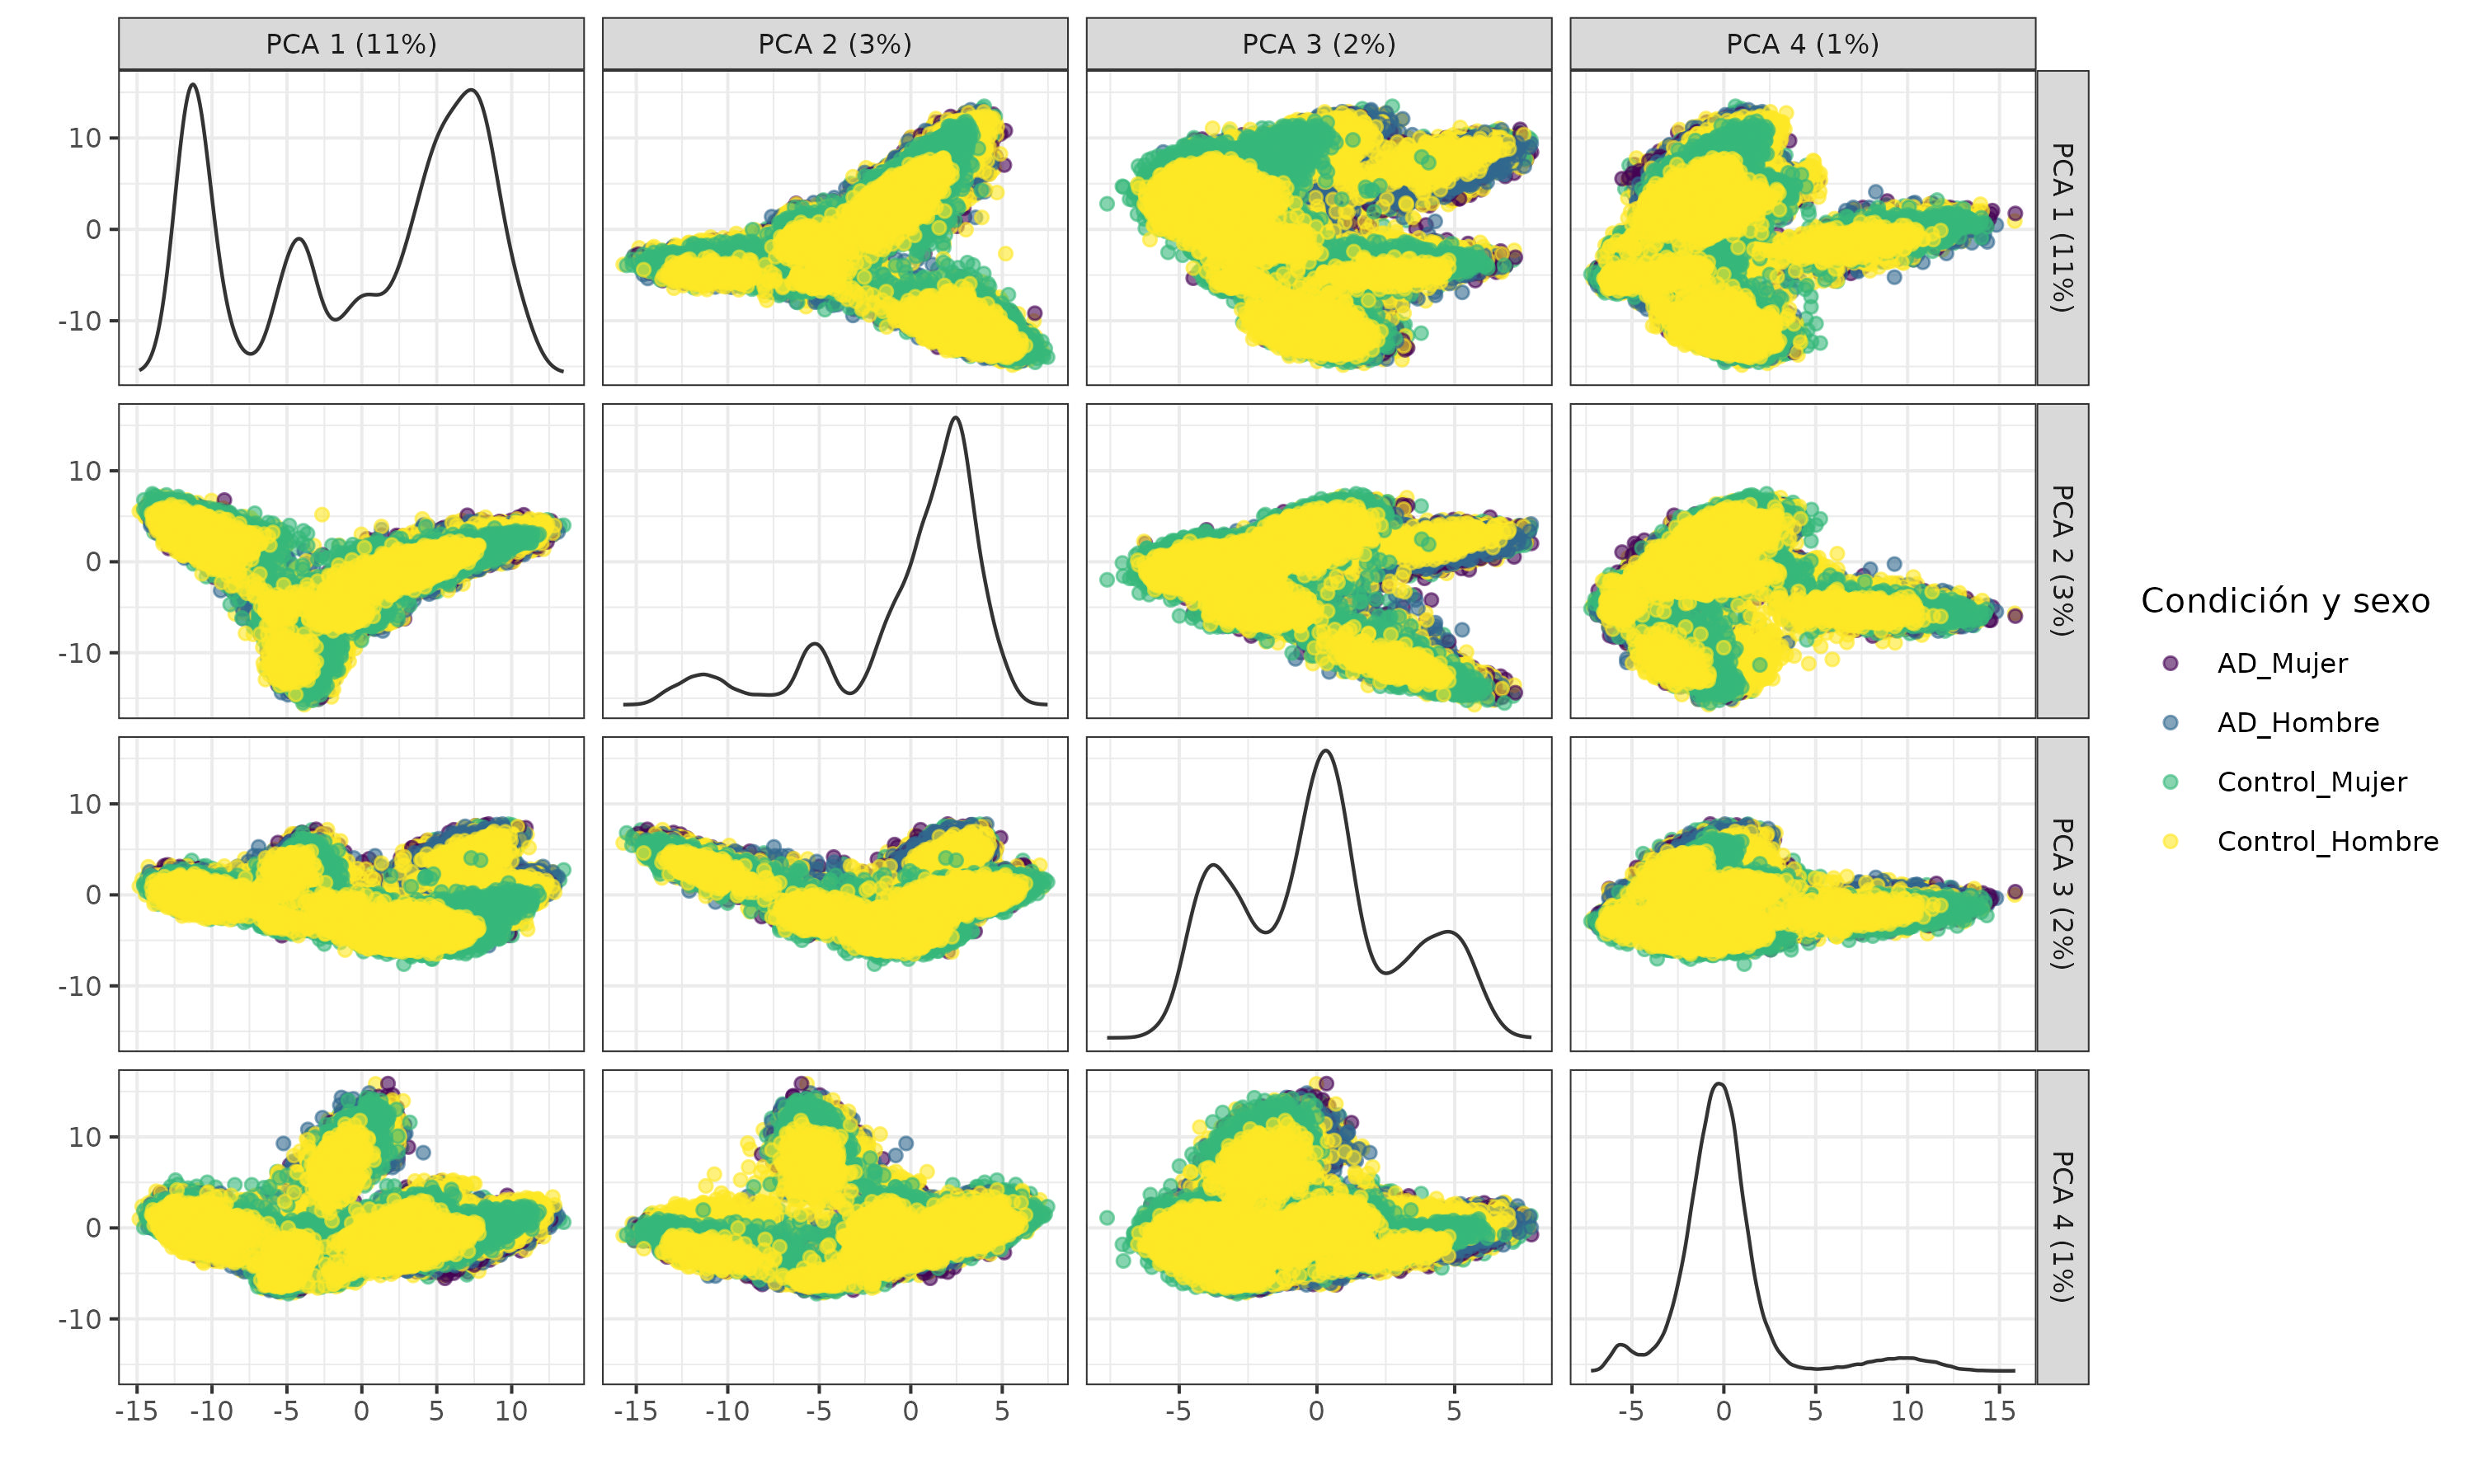 PCA 1 (11%) PCA 2 (3%) PCA 3 (2%) PCA 4 (1%)
10
0
-10
PCA 1 (11%)
10
0
-10
PCA 2 (3%)
10
0
-10
PCA 3 (2%)
10
0
-10
PCA 4 (1%)
-15 -10 -5 0 5 10 -15 -10 -5 0 5 -5 0 5 -5 0 5 10 15
Condición y sexo
AD_Mujer
AD_Hombre
Control_Mujer
Control_Hombre